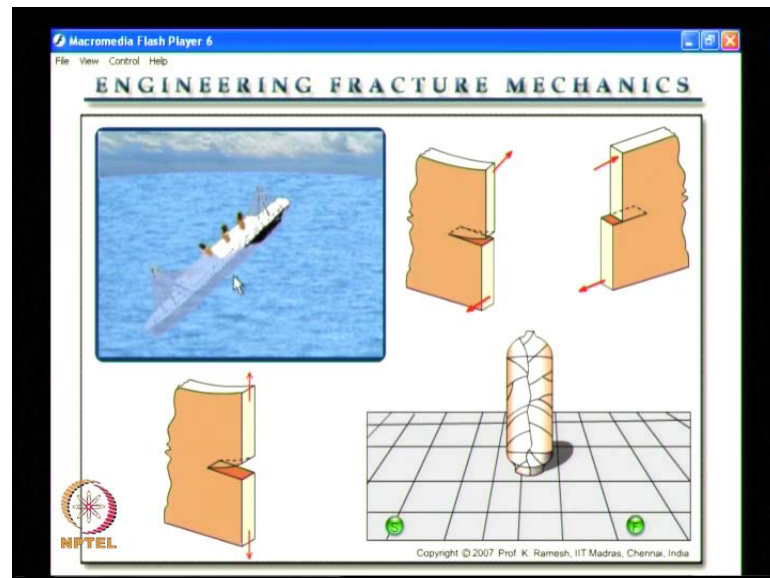 Macromedia Flash Player 6
File View Control Help
ENGINEERING FRACTURE MECHANICS
S
F
NPTEL
Copyright © 2007 Prof. K. Ramesh, IIT Madras, Chennai, India